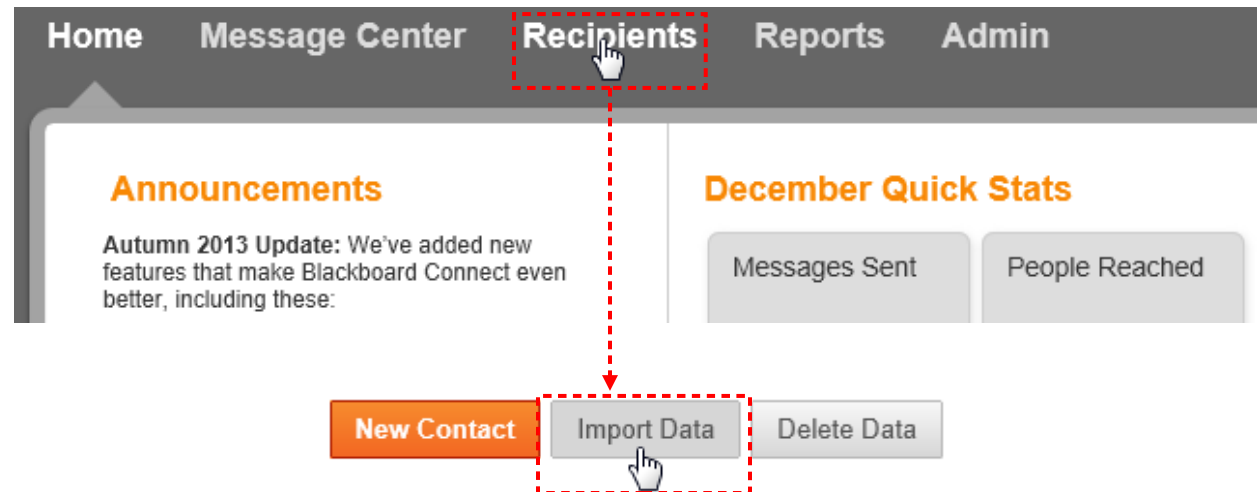 Home Message Center Recipients Reports Admin
Announcements
Autumn 2013 Update: We've added new
features that make Blackboard Connect even
better, including these:
December Quick Stats
Messages Sent
People Reached
New Contact Import Data Delete Data